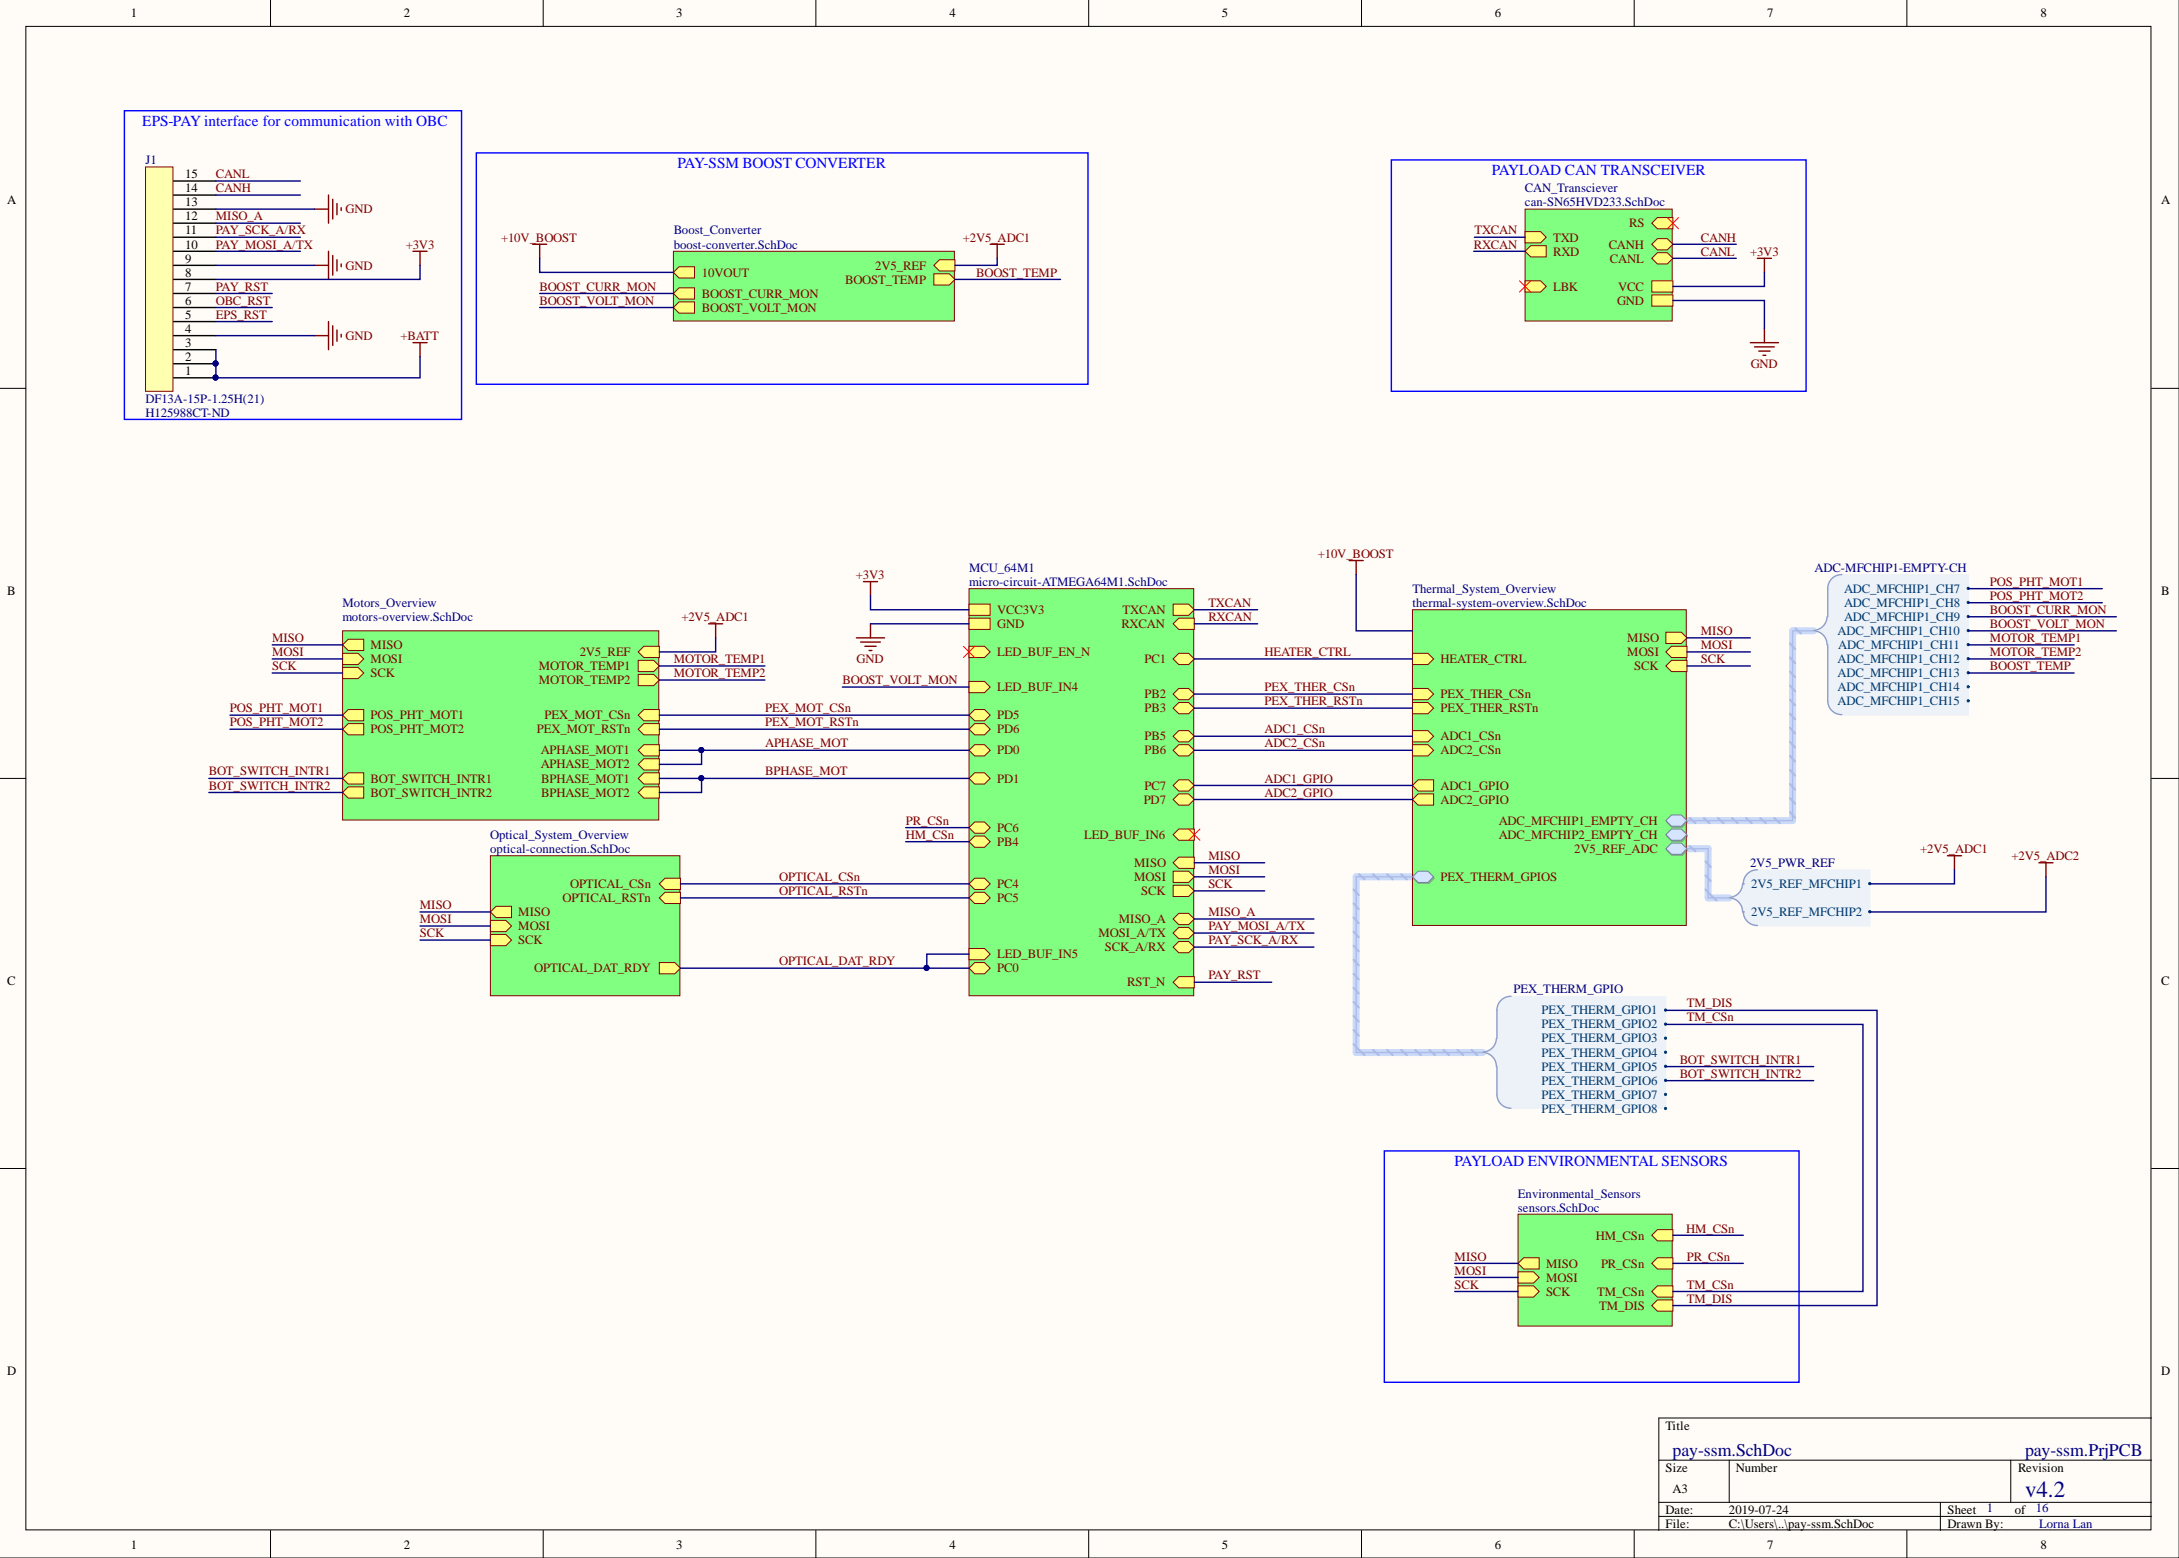 1 2 3 4 5 6 7 8
A A
B B
C C
D D
EPS-PAY interface for communication with OBC
J1
15 CANL
14 CANH
13 GND
12 MISO_A
11 PAY_SCK_A/RX
10 PAY_MOSI_A/TX
+3V3
9 GND
8
7 PAY_RST
6 OBC_RST
5 EPS_RST
4 GND
+BATT
3
2
1
DF13A-15P-1.25H(21)
H125988CT-ND
PAY-SSM BOOST CONVERTER
+10V_BOOST
Boost_Converter
boost-converter.SchDoc
+2V5_ADC1
10VOUT
2V5_REF
BOOST_TEMP BOOST_TEMP
BOOST_CURR_MON BOOST_CURR_MON
BOOST_VOLT_MON BOOST_VOLT_MON
PAYLOAD CAN TRANSCEIVER
CAN_Transciever
can-SN65HVD233.SchDoc
RS
TXCAN TXD
RXCAN RXD
CANH CANH
CANL CANL
+3V3
LBK
VCC
GND
GND
Motors_Overview
motors-overview.SchDoc
+2V5_ADC1
MISO MISO
MOSI MOSI
SCK SCK
2V5_REF
MOTOR_TEMP1 MOTOR_TEMP1
MOTOR_TEMP2 MOTOR_TEMP2
POS_PHT_MOT1 POS_PHT_MOT1
POS_PHT_MOT2 POS_PHT_MOT2
PEX_MOT_CSn PEX_MOT_CSn
PEX_MOT_RSTn PEX_MOT_RSTn
APHASE_MOT1 APHASE_MOT
APHASE_MOT2
BPHASE_MOT1 BPHASE_MOT
BPHASE_MOT2
BOT_SWITCH_INTR1 BOT_SWITCH_INTR1
BOT_SWITCH_INTR2 BOT_SWITCH_INTR2
Optical_System_Overview
optical-connection.SchDoc
OPTICAL_CSn OPTICAL_CSn
OPTICAL_RSTn OPTICAL_RSTn
MISO MISO
MOSI MOSI
SCK SCK
OPTICAL_DAT_RDY OPTICAL_DAT_RDY
MCU_64M1
micro-circuit-ATMEGA64M1.SchDoc
+3V3
VCC3V3
GND
GND
LED_BUF_EN_N
BOOST_VOLT_MON LED_BUF_IN4
PD5
PD6
PD0
PD1
PR_CSn PC6
HM_CSn PB4
PC4
PC5
LED_BUF_IN5
PC0
TXCAN TXCAN
RXCAN RXCAN
PC1 HEATER_CTRL
PB2 PEX_THER_CSn
PB3 PEX_THER_RSTn
PB5 ADC1_CSn
PB6 ADC2_CSn
PC7 ADC1_GPIO
PD7 ADC2_GPIO
LED_BUF_IN6
MISO MISO
MOSI MOSI
SCK SCK
MISO_A MISO_A
MOSI_A/TX PAY_MOSI_A/TX
SCK_A/RX PAY_SCK_A/RX
RST_N PAY_RST
+10V_BOOST
Thermal_System_Overview
thermal-system-overview.SchDoc
MISO MISO
MOSI MOSI
SCK SCK
HEATER_CTRL
PEX_THER_CSn
PEX_THER_RSTn
ADC1_CSn
ADC2_CSn
ADC1_GPIO
ADC2_GPIO
ADC_MFCHIP1_EMPTY_CH
ADC_MFCHIP2_EMPTY_CH
2V5_REF_ADC
PEX_THERM_GPIOS
ADC-MFCHIP1-EMPTY-CH
ADC_MFCHIP1_CH7 POS_PHT_MOT1
ADC_MFCHIP1_CH8 POS_PHT_MOT2
ADC_MFCHIP1_CH9 BOOST_CURR_MON
ADC_MFCHIP1_CH10 BOOST_VOLT_MON
ADC_MFCHIP1_CH11 MOTOR_TEMP1
ADC_MFCHIP1_CH12 MOTOR_TEMP2
ADC_MFCHIP1_CH13 BOOST_TEMP
ADC_MFCHIP1_CH14
ADC_MFCHIP1_CH15
2V5_PWR_REF
+2V5_ADC1
+2V5_ADC2
2V5_REF_MFCHIP1
2V5_REF_MFCHIP2
PEX_THERM_GPIO
PEX_THERM_GPIO1 TM_DIS
PEX_THERM_GPIO2 TM_CSn
PEX_THERM_GPIO3
PEX_THERM_GPIO4
PEX_THERM_GPIO5 BOT_SWITCH_INTR1
PEX_THERM_GPIO6 BOT_SWITCH_INTR2
PEX_THERM_GPIO7
PEX_THERM_GPIO8
PAYLOAD ENVIRONMENTAL SENSORS
Environmental_Sensors
sensors.SchDoc
HM_CSn HM_CSn
MISO MISO
PR_CSn PR_CSn
MOSI MOSI
SCK SCK
TM_CSn TM_CSn
TM_DIS TM_DIS
Title
pay-ssm.SchDoc pay-ssm.PrjPCB
Size Number Revision
A3 v4.2
Date: 2019-07-24 Sheet 1 of 16
File: C:\Users\..\pay-ssm.SchDoc Drawn By: Lorna Lan
1 2 3 4 5 6 7 8